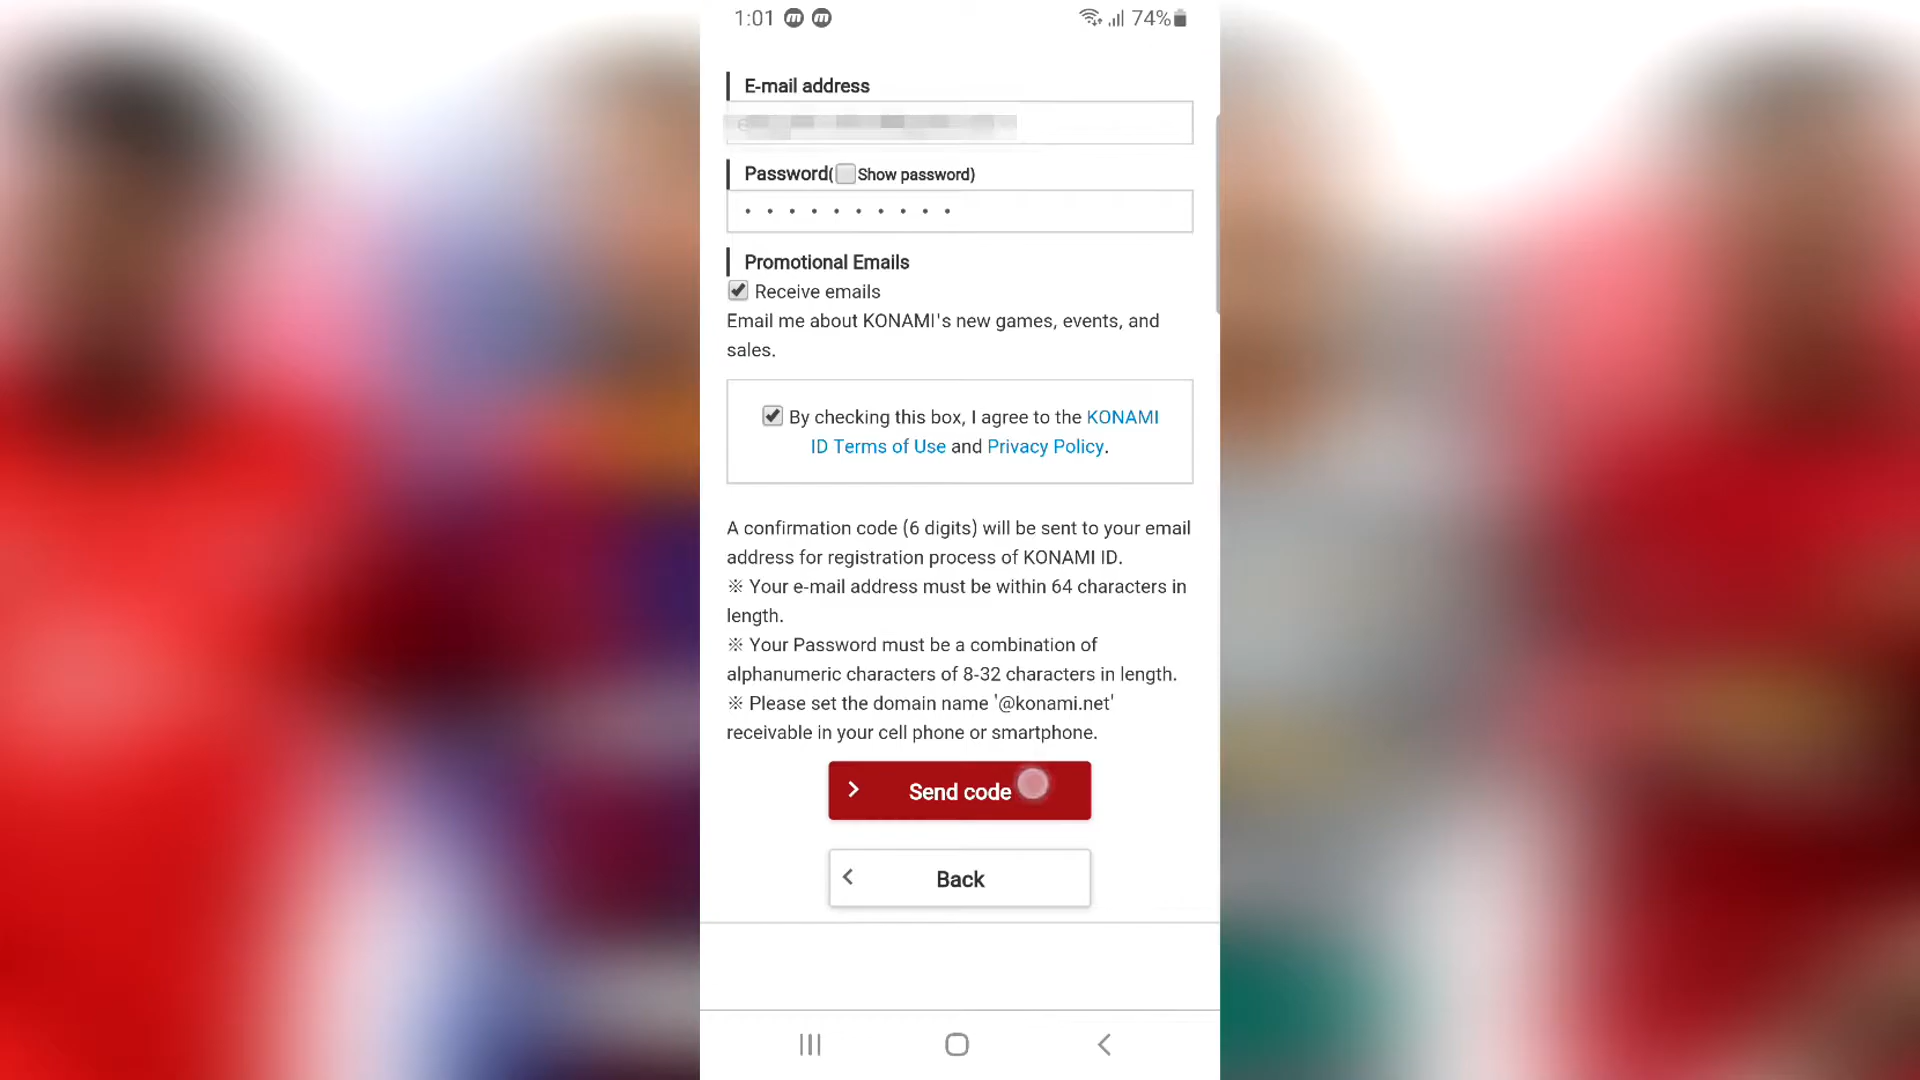 1:01
74%
E-mail address
Password( Show password)
• • • • • • • • • •
Promotional Emails
Receive emails
Email me about KONAMI's new games, events, and
sales.
By checking this box, I agree to the KONAMI
ID Terms of Use and Privacy Policy.
A confirmation code (6 digits) will be sent to your email
address for registration process of KONAMI ID.
※ Your e-mail address must be within 64 characters in
length.
※ Your Password must be a combination of
alphanumeric characters of 8-32 characters in length.
※ Please set the domain name '@konami.net'
receivable in your cell phone or smartphone.
Send code
Back